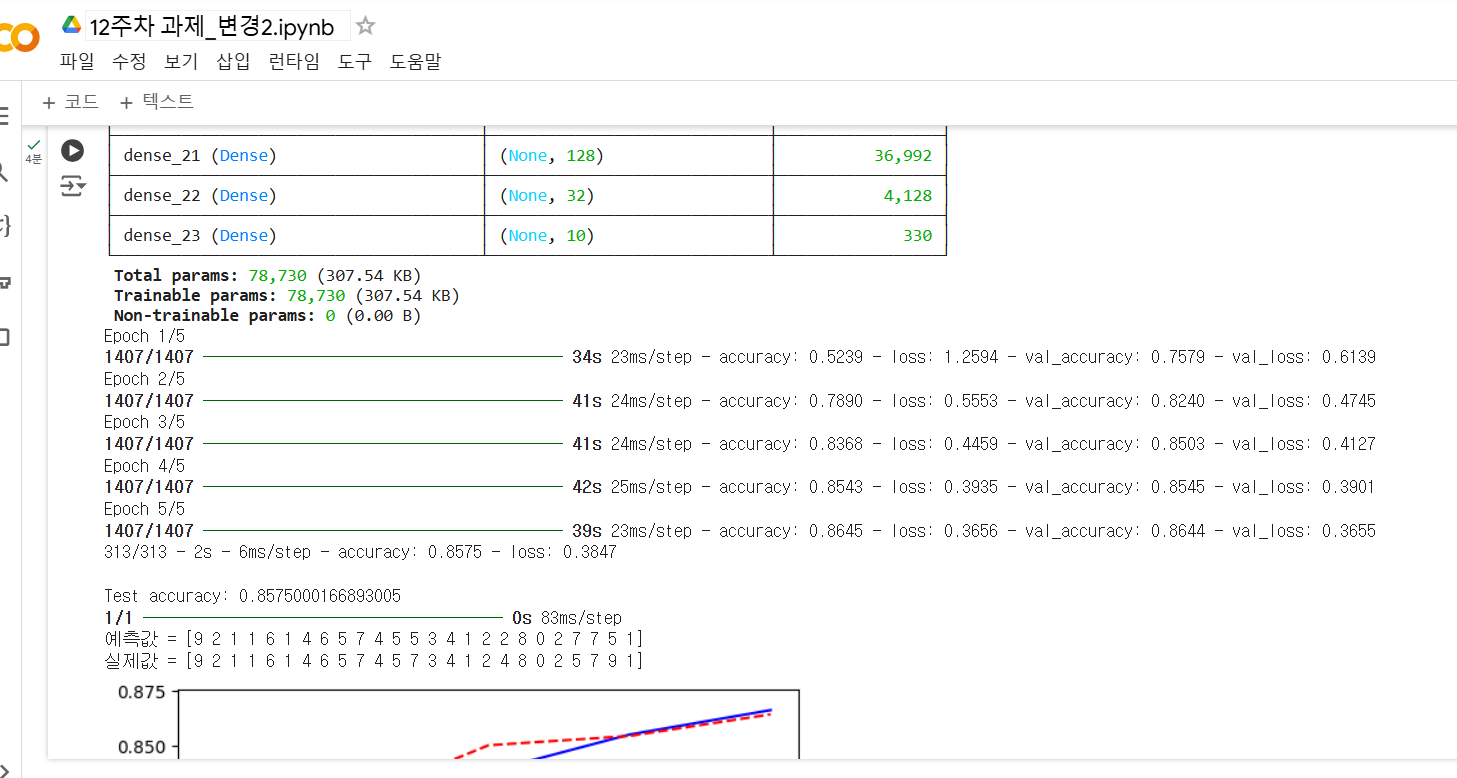 12주차 과제_변경2.ipynb
파일 수정 보기 삽입 런타임 도구 도움말
+ 코드 + 텍스트
4분
dense_21 (Dense) (None, 128) 36,992
dense_22 (Dense) (None, 32) 4,128
dense_23 (Dense) (None, 10) 330
Total params: 78,730 (307.54 KB)
Trainable params: 78,730 (307.54 KB)
Non-trainable params: 0 (0.00 B)
Epoch 1/5
1407/1407 34s 23ms/step - accuracy: 0.5239 - loss: 1.2594 - val_accuracy: 0.7579 - val_loss: 0.6139
Epoch 2/5
1407/1407 41s 24ms/step - accuracy: 0.7890 - loss: 0.5553 - val_accuracy: 0.8240 - val_loss: 0.4745
Epoch 3/5
1407/1407 41s 24ms/step - accuracy: 0.8368 - loss: 0.4459 - val_accuracy: 0.8503 - val_loss: 0.4127
Epoch 4/5
1407/1407 42s 25ms/step - accuracy: 0.8543 - loss: 0.3935 - val_accuracy: 0.8545 - val_loss: 0.3901
Epoch 5/5
1407/1407 39s 23ms/step - accuracy: 0.8645 - loss: 0.3656 - val_accuracy: 0.8644 - val_loss: 0.3655
313/313 - 2s - 6ms/step - accuracy: 0.8575 - loss: 0.3847
Test accuracy: 0.8575000166893005
1/1 0s 83ms/step
예측값 = [9 2 1 1 6 1 4 6 5 7 4 5 5 3 4 1 2 2 8 0 2 7 7 5 1]
실제값 = [9 2 1 1 6 1 4 6 5 7 4 5 7 3 4 1 2 4 8 0 2 5 7 9 1]
0.875
0.850